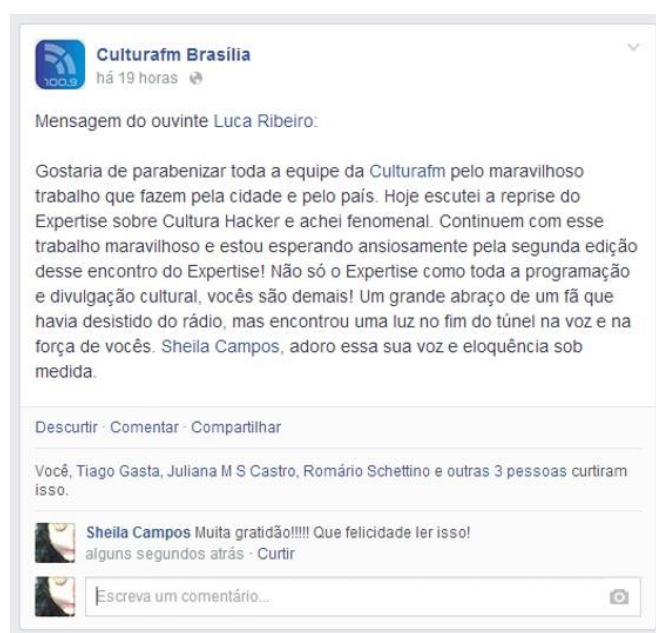 100.9
Culturafm Brasília
há 19 horas
Mensagem do ouvinte Luca Ribeiro:
Gostaria de parabenizar toda a equipe da Culturafm pelo maravilhoso
trabalho que fazem pela cidade e pelo país. Hoje escutei a reprise do
Expertise sobre Cultura Hacker e achei fenomenal. Continuem com esse
trabalho maravilhoso e estou esperando ansiosamente pela segunda edição
desse encontro do Expertise! Não só o Expertise como toda a programação
e divulgação cultural, vocês são demais! Um grande abraço de um fã que
havia desistido do rádio, mas encontrou uma luz no fim do túnel na voz e na
força de vocês. Sheila Campos, adoro essa sua voz e eloquência sob
medida.
Descurtir · Comentar · Compartilhar
Você, Tiago Gasta, Juliana M S Castro, Romário Schettino e outras 3 pessoas curtiram
isso.
Sheila Campos Muita gratidão!!!!! Que felicidade ler isso!
alguns segundos atrás · Curtir
Escreva um comentário...